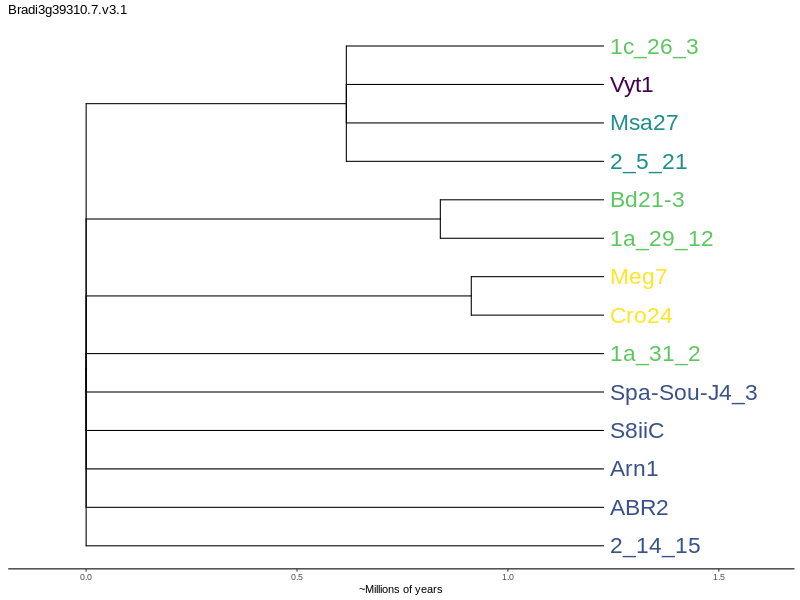 Bradi3g39310.7.v3.1
1c_26_3
Vyt1
Msa27
2_5_21
Bd21-3
1a_29_12
Meg7
Cro24
1a_31_2
Spa-Sou-J4_3
S8iiC
Arn1
ABR2
2_14_15
0.0 0.5 1.0 1.5
~Millions of years